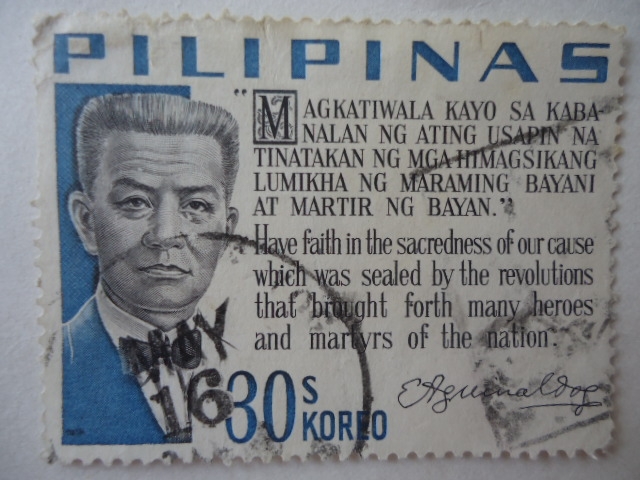 PILIPINAS
“MAGKATIWALA KAYO SA KABA-
NALAN NG ATING USAPIN NA
TINATAKAN NG MGA HIMAGSIKANG
LUMIKHA NG MARAMING BAYANI
AT MARTIR NG BAYAN.”
Have faith in the sacredness of our cause
which was sealed by the revolutions
that brought forth many heroes
and martyrs of the nation.
EAguinaldo
30s
KOREO
16